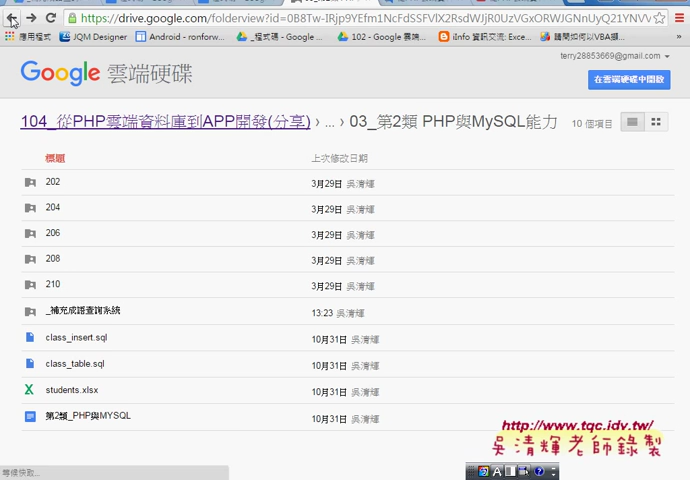 https://drive.google.com/folderview?id=0B8Tw-IRjp9YEfm1NcFdSSFVlX2RsdWJjR0UzVGxORWJGNnUyQ21YNVV
應用程式 JQM Designer Android - ronforw... _程式碼 - Google ... 102 - Google 雲端... iInfo 資訊交流: Exce... 請問如何以VBA擷... »
terry28853669@gmail.com
Google 雲端硬碟
在雲端硬碟中開啟
104_從PHP雲端資料庫到APP開發(分享) › ... › 03_第2類 PHP與MySQL能力 10 個項目
標題 上次修改日期
202 3月29日 吳清輝
204 3月29日 吳清輝
206 3月29日 吳清輝
208 3月29日 吳清輝
210 3月29日 吳清輝
_補充成語查詢系統 13:23 吳清輝
class_insert.sql 10月31日 吳清輝
class_table.sql 10月31日 吳清輝
students.xlsx 10月31日 吳清輝
第2類_PHP與MYSQL 10月31日 吳清輝
http://www.tqc.idv.tw/
吳清輝老師錄製